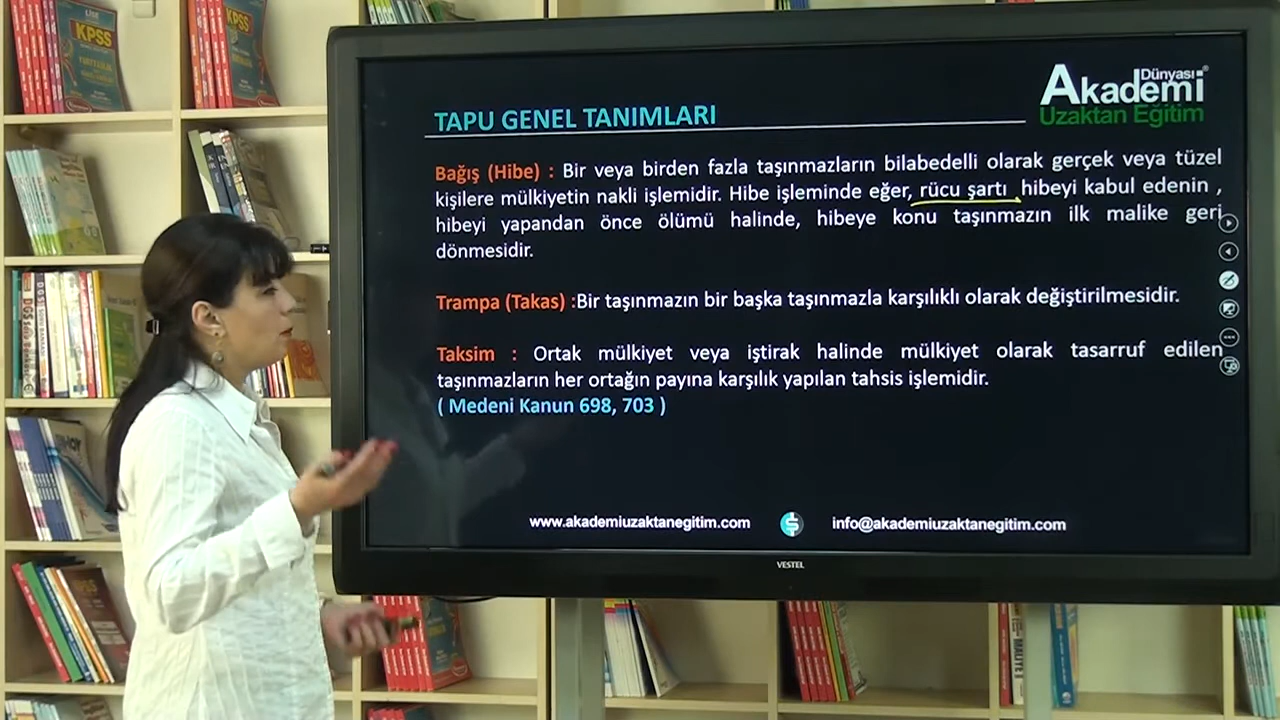 Akademi
Dünyası
Uzaktan Eğitim
TAPU GENEL TANIMLARI
Bağış (Hibe) : Bir veya birden fazla taşınmazların bilabedelli olarak gerçek veya tüzel
kişilere mülkiyetin nakli işlemidir. Hibe işleminde eğer, rücu şartı hibeyi kabul edenin ,
hibeyi yapandan önce ölümü halinde, hibeye konu taşınmazın ilk malike geri
dönmesidir.
Trampa (Takas) :Bir taşınmazın bir başka taşınmazla karşılıklı olarak değiştirilmesidir.
Taksim : Ortak mülkiyet veya iştirak halinde mülkiyet olarak tasarruf edilen
taşınmazların her ortağın payına karşılık yapılan tahsis işlemidir.
( Medeni Kanun 698, 703 )
www.akademiuzaktanegitim.com
info@akademiuzaktanegitim.com
VESTEL
KPSS
KPSS
DGS
KPSS